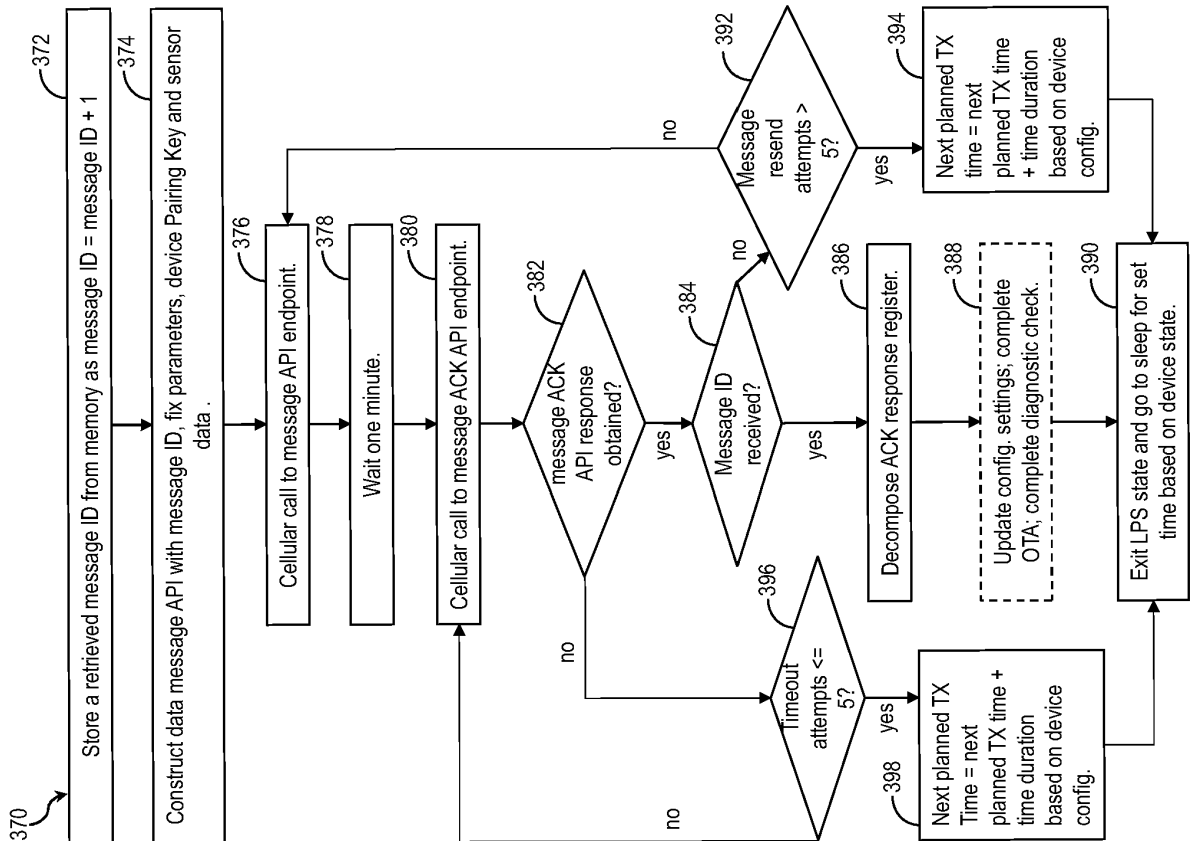 370
372
Store a retrieved message ID from memory as message ID = message ID + 1
374
Construct data message API with message ID, fix parameters, device Pairing Key and sensor
data .
376
Cellular call to message API endpoint.
378
Wait one minute.
380
Cellular call to message ACK API endpoint.
382
message ACK
API response
obtained?
no
yes
384
Message ID
received?
no
yes
392
Message
resend
attempts >
5?
no
yes
394
Next planned TX
time = next
planned TX time
+ time duration
based on device
config.
396
Timeout
attempts <=
5?
no
yes
398
Next planned TX
Time = next
planned TX time +
time duration
based on device
config.
386
Decompose ACK response register.
388
Update config. settings; complete
OTA; complete diagnostic check.
390
Exit LPS state and go to sleep for set
time based on device state.